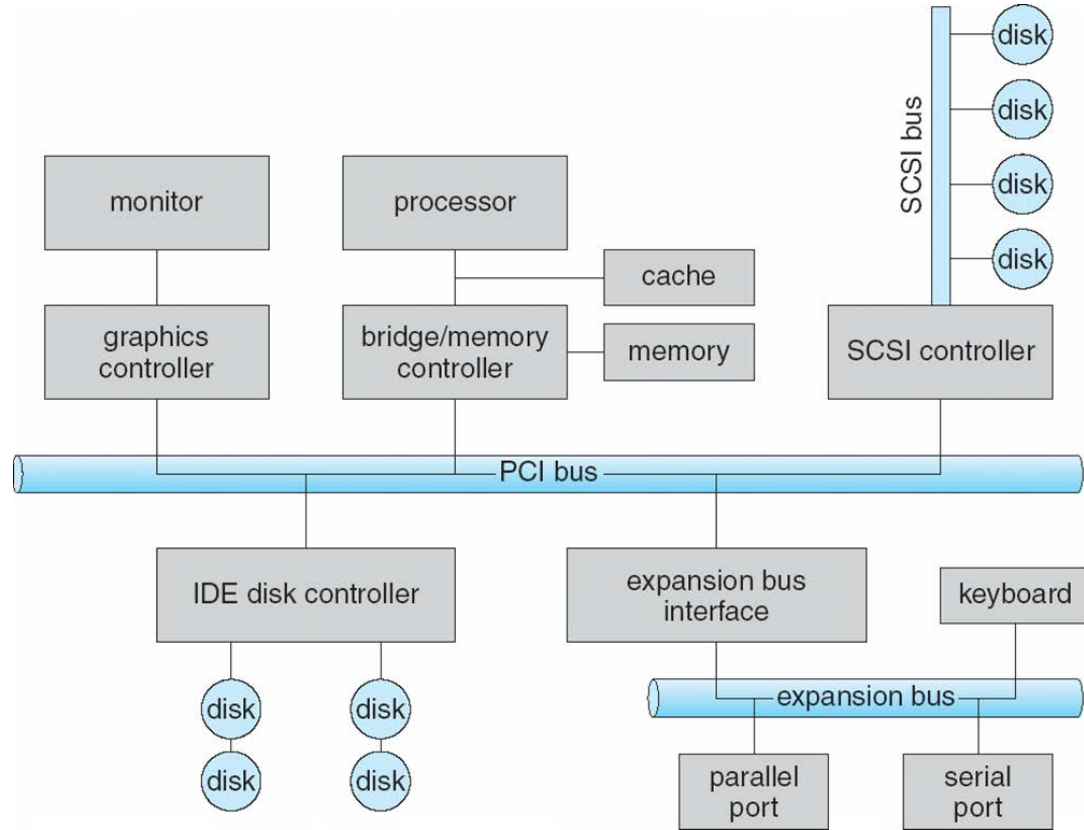 disk
disk
SCSI bus
disk
disk
monitor
processor
cache
graphics
controller
bridge/memory
controller
memory
SCSI controller
PCI bus
IDE disk controller
expansion bus
interface
keyboard
disk
disk
expansion bus
disk
disk
parallel
port
serial
port